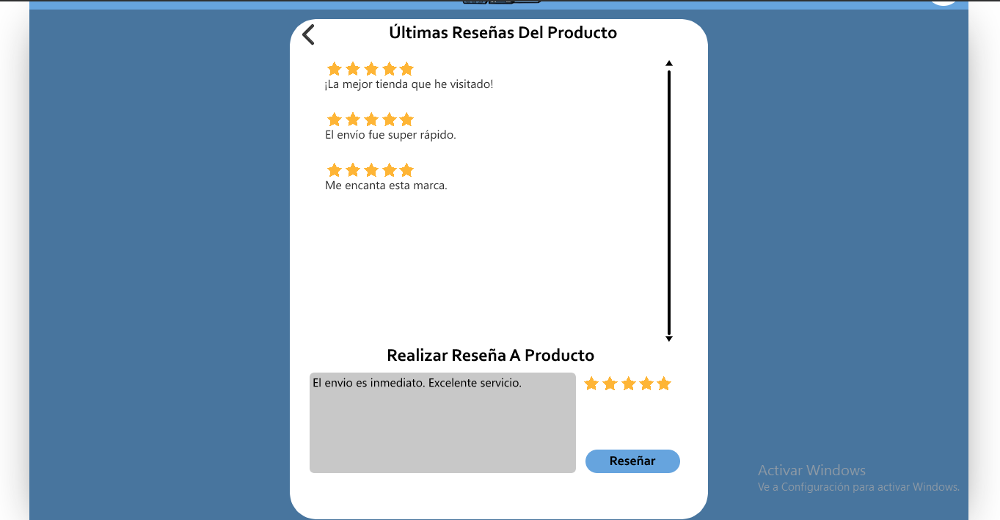 Últimas Reseñas Del Producto
¡La mejor tienda que he visitado!
El envío fue super rápido.
Me encanta esta marca.
Realizar Reseña A Producto
El envio es inmediato. Excelente servicio.
Reseñar
Activar Windows
Ve a Configuración para activar Windows.